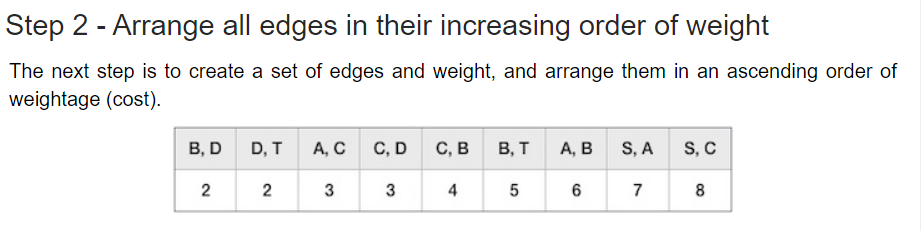 Step 2 - Arrange all edges in their increasing order of weight
The next step is to create a set of edges and weight, and arrange them in an ascending order of
weightage (cost).
B, D D, T A, C C, D C, B B, T A, B S, A S, C
2 2 3 3 4 5 6 7 8